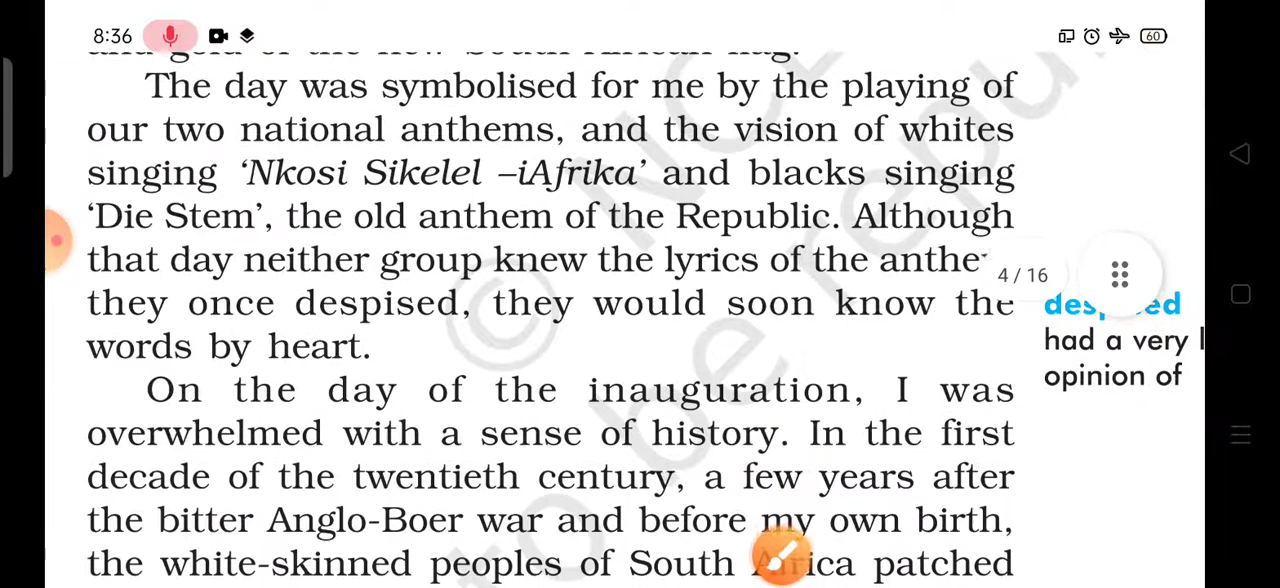 8:36
60
The day was symbolised for me by the playing of
our two national anthems, and the vision of whites
singing ‘Nkosi Sikelel –iAfrika’ and blacks singing
‘Die Stem’, the old anthem of the Republic. Although
that day neither group knew the lyrics of the anthe
4 / 16
they once despised, they would soon know the
despised
words by heart.
had a very l
opinion of
On the day of the inauguration, I was
overwhelmed with a sense of history. In the first
decade of the twentieth century, a few years after
the bitter Anglo-Boer war and before my own birth,
the white-skinned peoples of South Africa patched